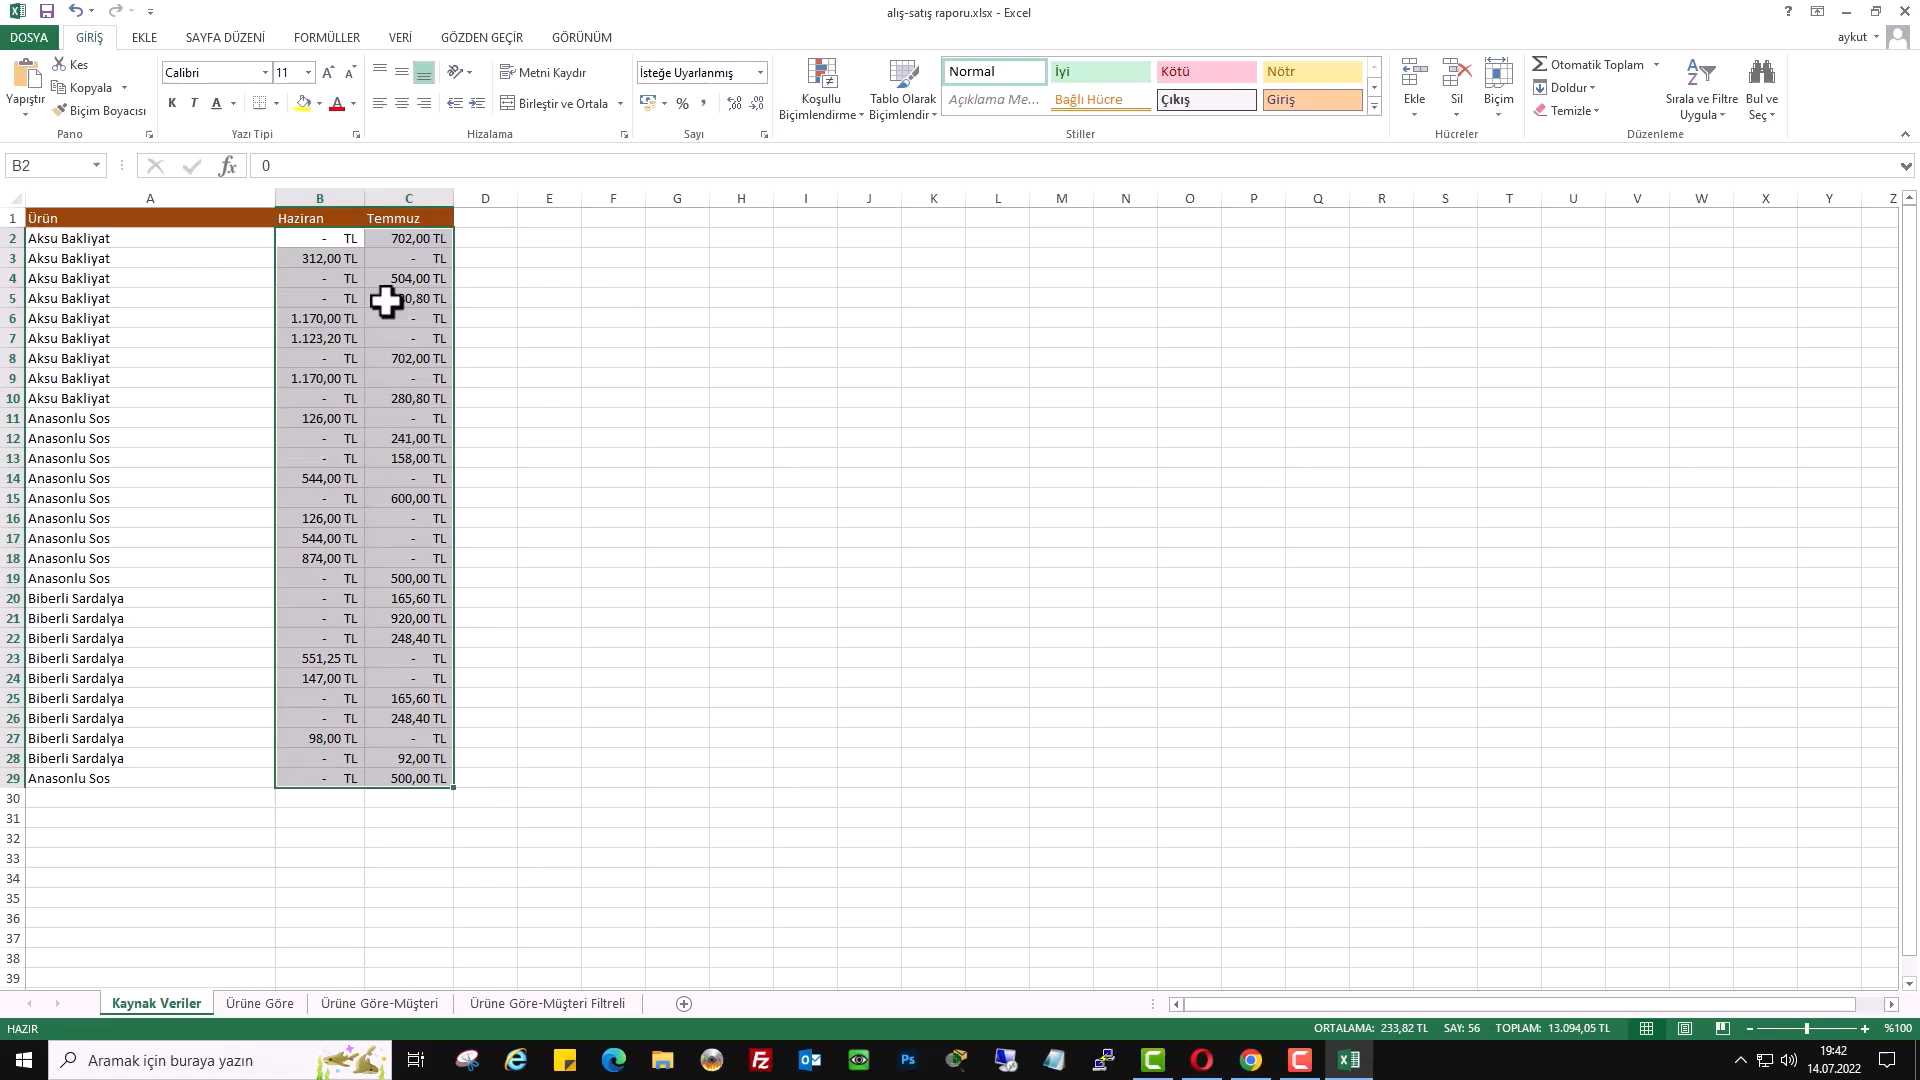 alış-satış raporu.xlsx - Excel
?
DOSYA GİRİŞ EKLE SAYFA DÜZENİ FORMÜLLER VERİ GÖZDEN GEÇİR GÖRÜNÜM aykut
Yapıştır
Kes
Kopyala
Biçim Boyacısı
Pano
Calibri 11
K T A
Yazı Tipi
Metni Kaydır
Birleştir ve Ortala
Hizalama
İsteğe Uyarlanmış
%
Sayı
Koşullu Biçimlendirme
Tablo Olarak Biçimlendir
Normal İyi Kötü Nötr
Açıklama Me... Bağlı Hücre Çıkış Giriş
Stiller
Ekle Sil Biçim
Hücreler
Otomatik Toplam
Doldur
Temizle
Sırala ve Filtre Uygula
Bul ve Seç
Düzenleme
B2 fx 0
A B C D E F G H I J K L M N O P Q R S T U V W X Y Z
1 Ürün Haziran Temmuz
2 Aksu Bakliyat - TL 702,00 TL
3 Aksu Bakliyat 312,00 TL - TL
4 Aksu Bakliyat - TL 504,00 TL
5 Aksu Bakliyat - TL 0,80 TL
6 Aksu Bakliyat 1.170,00 TL - TL
7 Aksu Bakliyat 1.123,20 TL - TL
8 Aksu Bakliyat - TL 702,00 TL
9 Aksu Bakliyat 1.170,00 TL - TL
10 Aksu Bakliyat - TL 280,80 TL
11 Anasonlu Sos 126,00 TL - TL
12 Anasonlu Sos - TL 241,00 TL
13 Anasonlu Sos - TL 158,00 TL
14 Anasonlu Sos 544,00 TL - TL
15 Anasonlu Sos - TL 600,00 TL
16 Anasonlu Sos 126,00 TL - TL
17 Anasonlu Sos 544,00 TL - TL
18 Anasonlu Sos 874,00 TL - TL
19 Anasonlu Sos - TL 500,00 TL
20 Biberli Sardalya - TL 165,60 TL
21 Biberli Sardalya - TL 920,00 TL
22 Biberli Sardalya - TL 248,40 TL
23 Biberli Sardalya 551,25 TL - TL
24 Biberli Sardalya 147,00 TL - TL
25 Biberli Sardalya - TL 165,60 TL
26 Biberli Sardalya - TL 248,40 TL
27 Biberli Sardalya 98,00 TL - TL
28 Biberli Sardalya - TL 92,00 TL
29 Anasonlu Sos - TL 500,00 TL
30
31
32
33
34
35
36
37
38
39
Kaynak Veriler Ürüne Göre Ürüne Göre-Müşteri Ürüne Göre-Müşteri Filtreli
HAZIR ORTALAMA: 233,82 TL SAY: 56 TOPLAM: 13.094,05 TL %100
Aramak için buraya yazın
19:42
14.07.2022